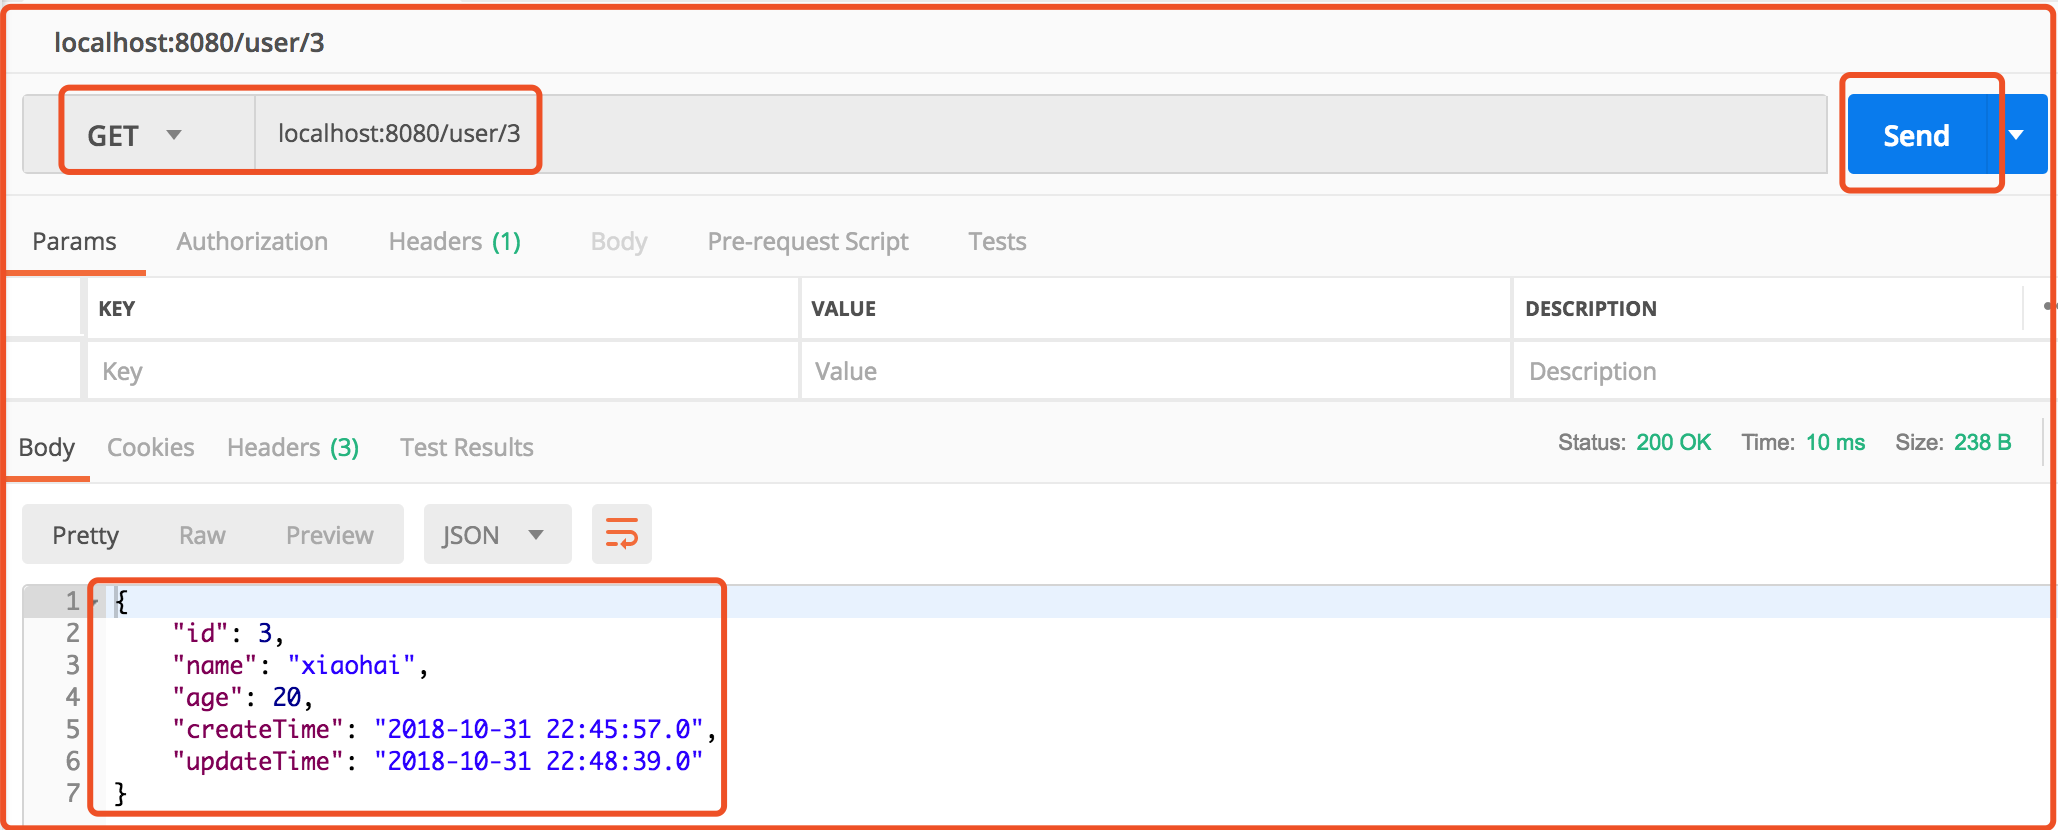 localhost:8080/user/3
GET localhost:8080/user/3 Send
Params Authorization Headers (1) Body Pre-request Script Tests
KEY VALUE DESCRIPTION
Key Value Description
Body Cookies Headers (3) Test Results Status: 200 OK Time: 10 ms Size: 238 B
Pretty Raw Preview JSON
1 {
2 "id": 3,
3 "name": "xiaohai",
4 "age": 20,
5 "createTime": "2018-10-31 22:45:57.0",
6 "updateTime": "2018-10-31 22:48:39.0"
7 }